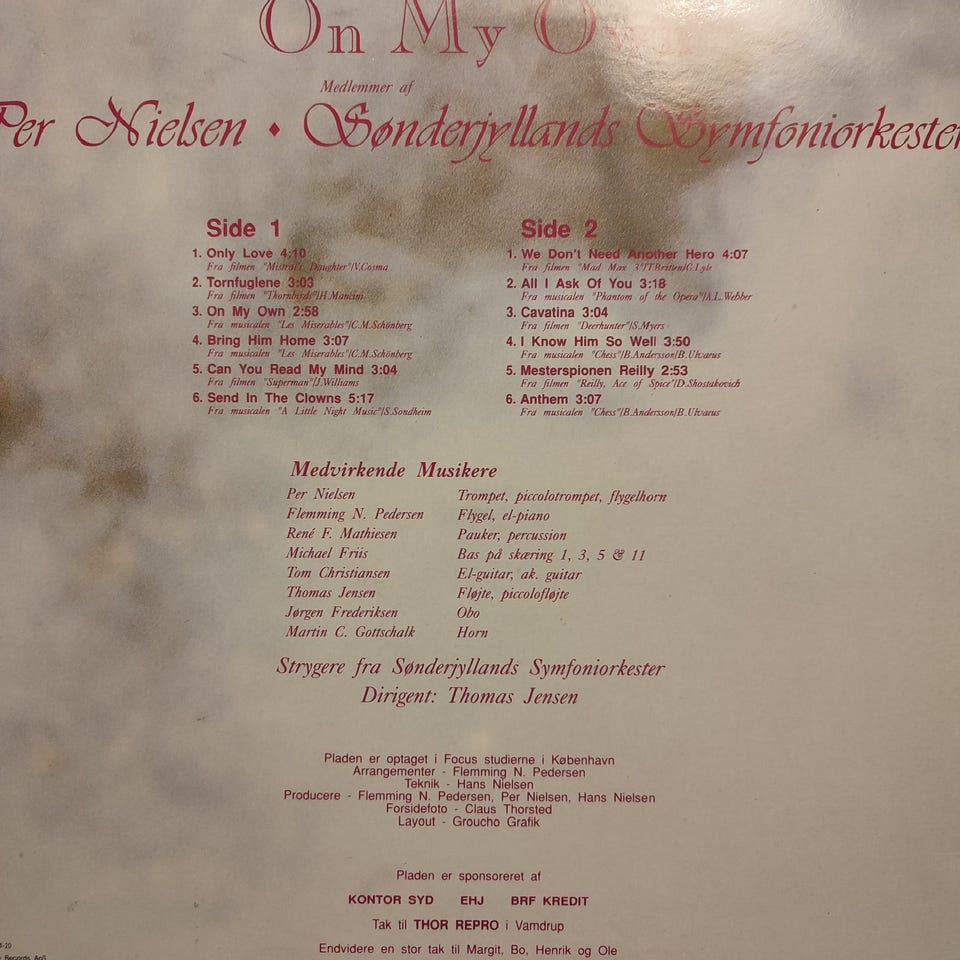 On My Own
Medlemmer af
Per Nielsen ♦ Sønderjyllands Symfoniorkester
Side 1
1. Only Love 4:10
Fra filmen "Mistral's Daughter"/V.Cosma
2. Tornfuglene 3:03
Fra filmen "Thornbirds"/H.Mancini
3. On My Own 2:58
Fra musicalen "Les Miserables"/C.M.Schönberg
4. Bring Him Home 3:07
Fra musicalen "Les Miserables"/C.M.Schönberg
5. Can You Read My Mind 3:04
Fra filmen "Superman"/J.Williams
6. Send In The Clowns 5:17
Fra musicalen "A Little Night Music"/S.Sondheim
Side 2
1. We Don't Need Another Hero 4:07
Fra filmen "Mad Max 3"/T.Britten/G.Lyle
2. All I Ask Of You 3:18
Fra musicalen "Phantom of the Opera"/A.L.Webber
3. Cavatina 3:04
Fra filmen "Deerhunter"/S.Myers
4. I Know Him So Well 3:50
Fra musicalen "Chess"/B.Andersson/B.Ulvaeus
5. Mesterspionen Reilly 2:53
Fra filmen "Reilly, Ace of Spice"/D.Shostakovich
6. Anthem 3:07
Fra musicalen "Chess"/B.Andersson/B.Ulvaeus
Medvirkende Musikere
Per Nielsen Trompet, piccolotrompet, flygelhorn
Flemming N. Pedersen Flygel, el-piano
René F. Mathiesen Pauker, percussion
Michael Friis Bas på skæring 1, 3, 5 & 11
Tom Christiansen El-guitar, ak. guitar
Thomas Jensen Fløjte, piccolofløjte
Jørgen Frederiksen Obo
Martin C. Gottschalk Horn
Strygere fra Sønderjyllands Symfoniorkester
Dirigent: Thomas Jensen
Pladen er optaget i Focus studierne i København
Arrangementer - Flemming N. Pedersen
Teknik - Hans Nielsen
Producere - Flemming N. Pedersen, Per Nielsen, Hans Nielsen
Forsidefoto - Claus Thorsted
Layout - Groucho Grafik
Pladen er sponsoreret af
KONTOR SYD EHJ BRF KREDIT
Tak til THOR REPRO i Vamdrup
Endvidere en stor tak til Margit, Bo, Henrik og Ole
Records, ApS